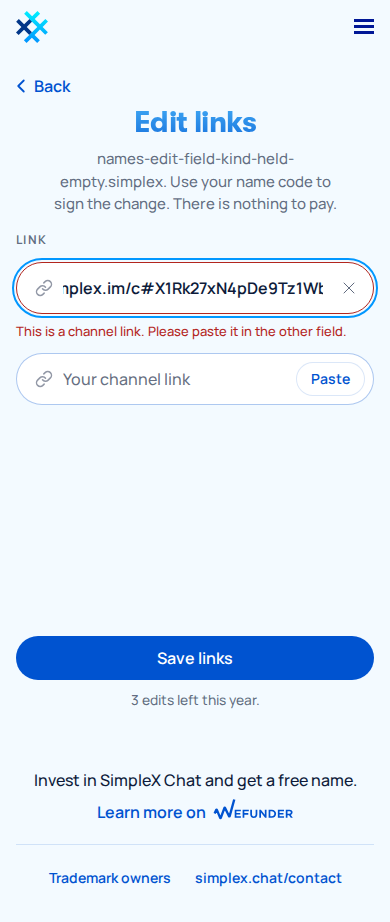 Back
Edit links
names-edit-field-kind-held-
empty.simplex. Use your name code to
sign the change. There is nothing to pay.
LINK
nplex.im/c#X1Rk27xN4pDe9Tz1Wb
This is a channel link. Please paste it in the other field.
Your channel link
Paste
Save links
3 edits left this year.
Invest in SimpleX Chat and get a free name.
Learn more on WEFUNDER
Trademark owners
simplex.chat/contact